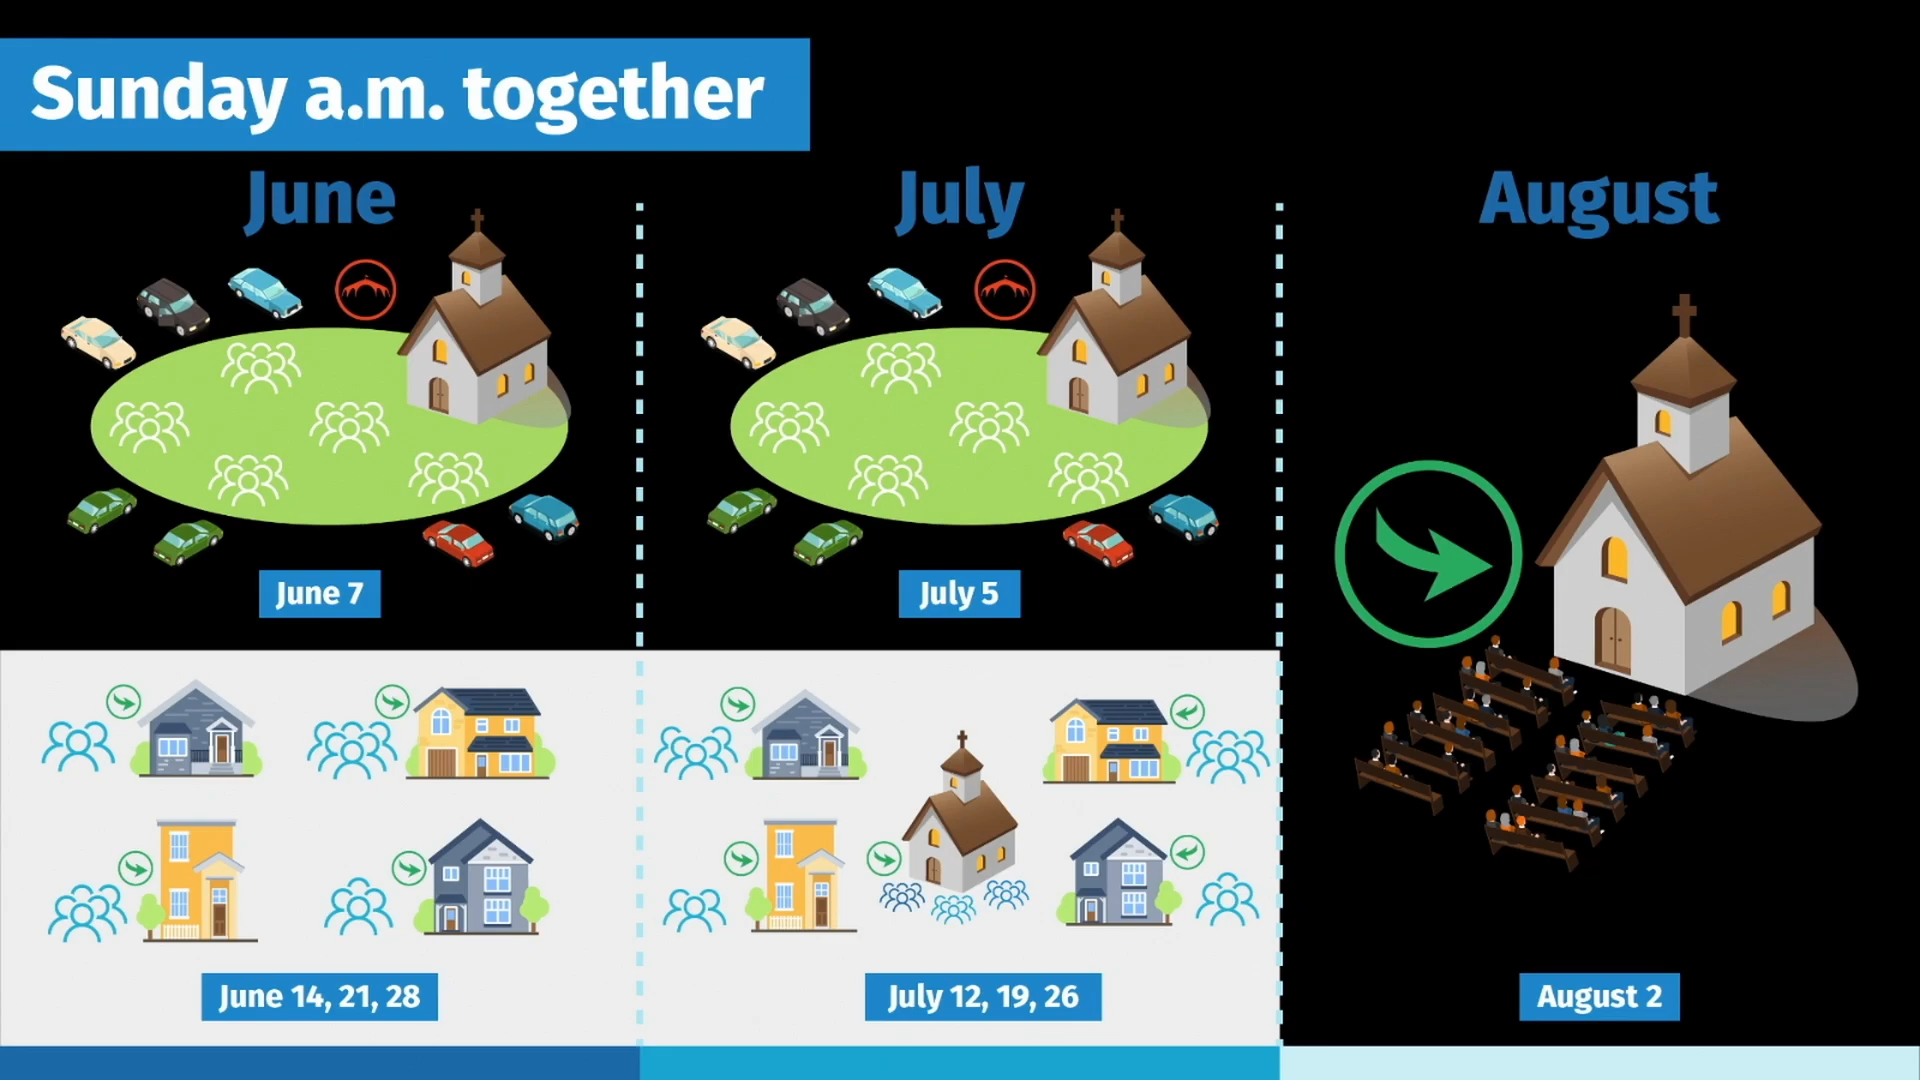 Sunday a.m. together
June
July
August
June 7
July 5
June 14, 21, 28
July 12, 19, 26
August 2